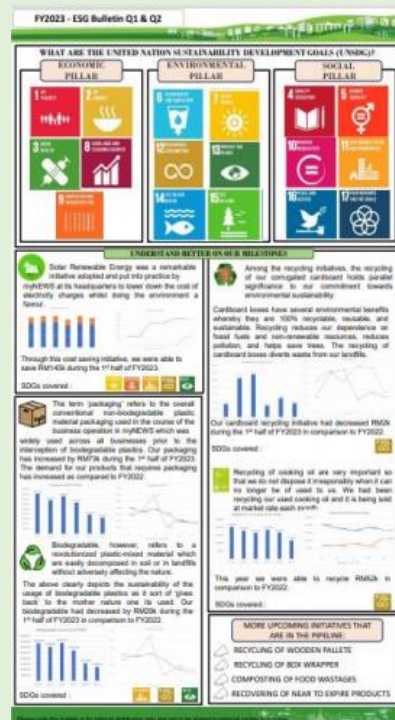 FY2023 - ESG Bulletin Q1 & Q2
WHAT ARE THE UNITED NATION SUSTAINABILITY DEVELOPMENT GOALS (UNSDG)?
ECONOMIC
PILLAR
1
3
8
9
ENVIRONMENTAL
PILLAR
6
7
12
13
14
15
SOCIAL
PILLAR
4
5
10
11
16
17
UNDERSTAND BETTER ON OUR MILESTONES
Solar Renewable Energy was a remarkable
initiative adopted and put into practice by
myNEWS at its headquarters to lower down the cost of
electricity charges whilst doing the environment a
favour.
Through this cost saving initiative, we were able to
save RM145k during the 1st half of FY2023.
SDGs covered :
The term 'packaging' refers to the overall
conventional non-biodegradable plastic
material packaging used in the course of the
business operation in myNEWS which was
widely used across all businesses prior to the
interception of biodegradable plastics. Our packaging
has increased by RM73k during the 1st half of FY2023.
The demand for our products that requires packaging
has increased as compared to FY2022.
Biodegradable, however, refers to a
revolutionized plastic-mixed material which
are easily decomposed in soil or in landfills
without adversely affecting the nature.
The above clearly depicts the sustainability of the
usage of biodegradable plastics as it sort of 'gives
back' to the mother nature one its used. Our
biodegradable had decreased by RM29k during the
1st half of FY2023 in comparison to FY2022
SDGs covered :
Among the recycling initiatives, the recycling
of our corrugated cardboard holds parallel
significance to our commitment towards
environmental sustainability.
Cardboard boxes have several environmental benefits
whereby they are 100% recyclable, reusable, and
sustainable. Recycling reduces our dependence on
fossil fuels and non-renewable resources, reduces
pollution, and helps save trees. The recycling of
cardboard boxes diverts waste from our landfills.
Our cardboard recycling initiative had decreased RM2k
during the 1st half of FY2023 in comparison to FY2022.
SDGs covered :
Recycling of cooking oil are very important so
that we do not dispose it irresponsibly when it can
no longer be of used to us. We had been
recycling our used cooking oil and it is being sold
at market rate each month.
This year we were able to recycle RM52k in
comparison to FY2022.
SDGs covered :
MORE UPCOMING INITIATIVES THAT
ARE IN THE PIPELINE:
RECYCLING OF WOODEN PALLETE
RECYCLING OF BOX WRAPPER
COMPOSTING OF FOOD WASTAGES
RECOVERING OF NEAR TO EXPIRE PRODUCTS